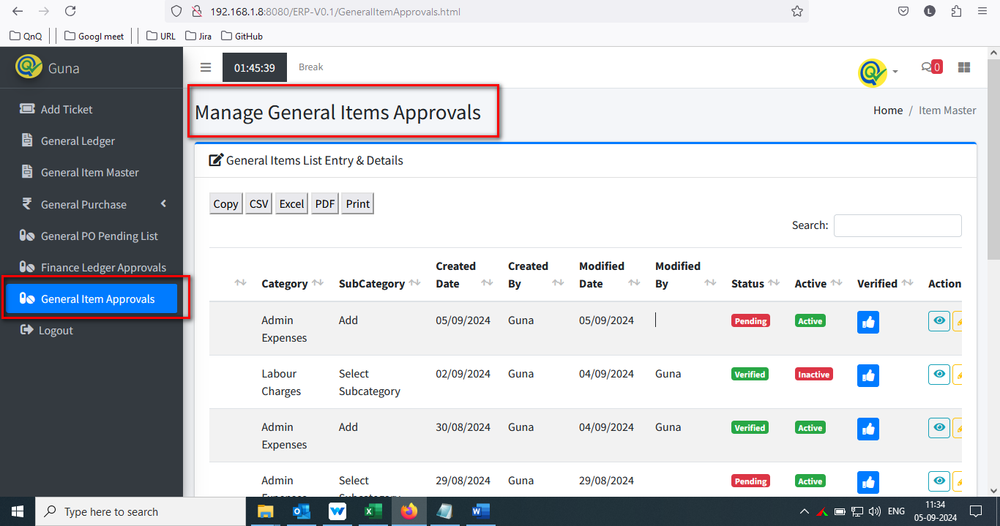 192.168.1.8:8080/ERP-V0.1/GeneralItemApprovals.html
L
QnQ
Googl meet
URL
Jira
GitHub
Guna
01:45:39
Break
0
Add Ticket
General Ledger
General Item Master
General Purchase
General PO Pending List
Finance Ledger Approvals
General Item Approvals
Logout
Manage General Items Approvals
Home / Item Master
General Items List Entry & Details
Copy CSV Excel PDF Print
Search:
Category SubCategory Created Date Created By Modified Date Modified By Status Active Verified Action
Admin Expenses Add 05/09/2024 Guna 05/09/2024 Pending Active
Labour Charges Select Subcategory 02/09/2024 Guna 04/09/2024 Guna Verified Inactive
Admin Expenses Add 30/08/2024 Guna 04/09/2024 Guna Verified Active
Admin Expenses Select Subcategory 29/08/2024 Guna 29/08/2024 Pending Active
Type here to search
ENG
11:34
05-09-2024